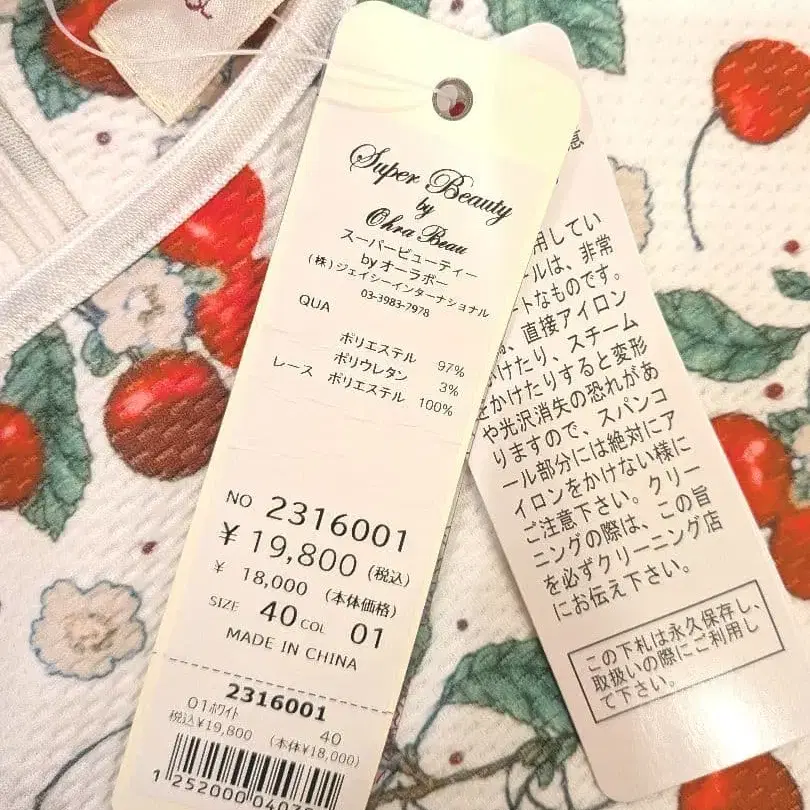 Super Beauty
by
Ohra Beau
スーパービューティー
byオーラボー
(株)ジェイシーインターナショナル
03-3983-7978
QUA
ポリエステル 97%
ポリウレタン 3%
レース ポリエステル 100%
NO 2316001
¥ 19,800 (税込)
¥ 18,000 (本体価格)
SIZE 40 COL 01
MADE IN CHINA
2316001
01ホワイト 40
税込¥19,800 (本体¥18,000)
1 252000
用してい
ールは、非常
ートなものです。
、直接アイロン
かけたり、スチーム
をかけたりすると変形
や光沢消失の恐れがあ
りますので、スパンコ
ール部分には絶対にア
イロンをかけない様に
ご注意下さい。クリー
ニングの際は、この旨
を必ずクリーニング店
にお伝え下さい。
この下札は永久保存し、
取扱いの際にご利用し
て下さい。